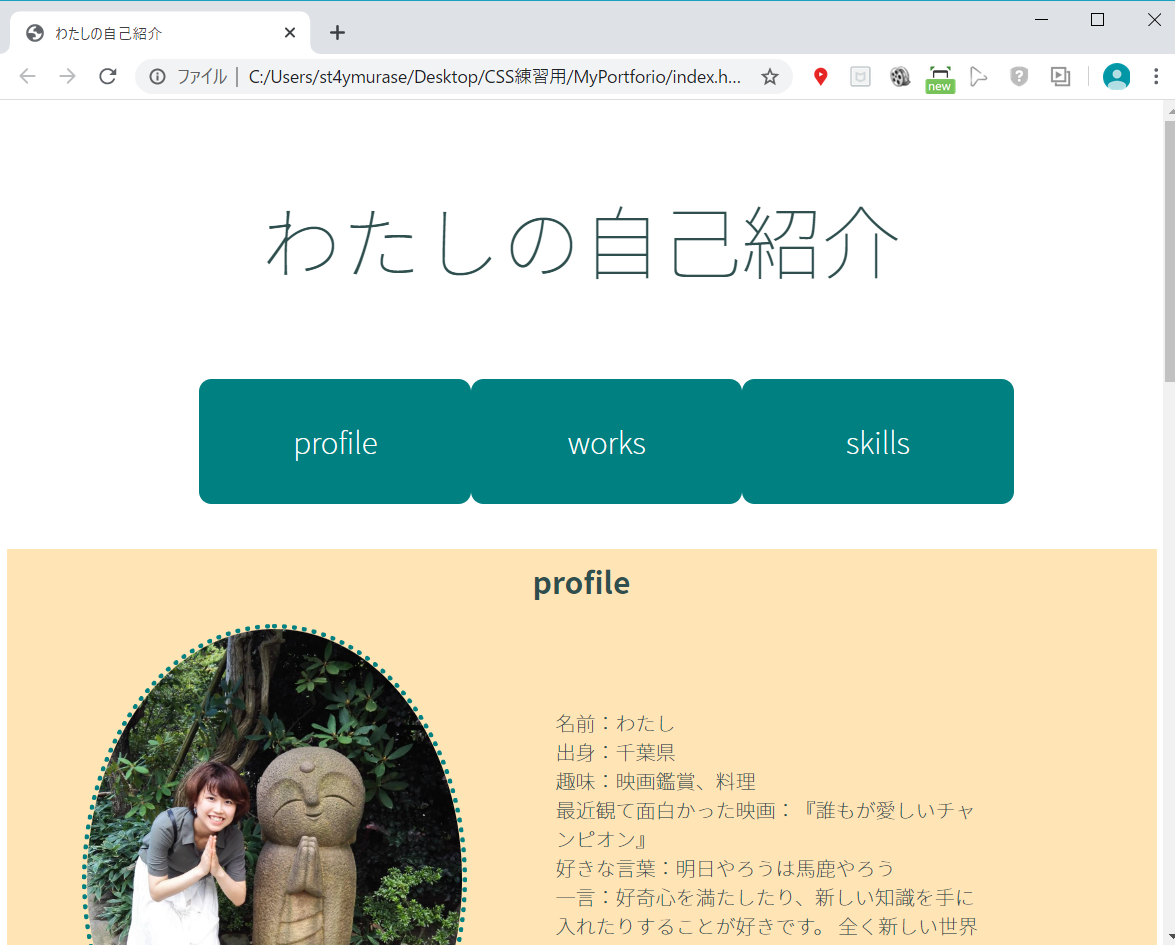 わたしの自己紹介
ファイル | C:/Users/st4ymurase/Desktop/CSS練習用/MyPortforio/index.h...
new
わたしの自己紹介
profile works skills
profile
名前：わたし
出身：千葉県
趣味：映画鑑賞、料理
最近観て面白かった映画：『誰もが愛しいチャ
ンピオン』
好きな言葉：明日やろうは馬鹿やろう
一言：好奇心を満たしたり、新しい知識を手に
入れたりすることが好きです。 全く新しい世界